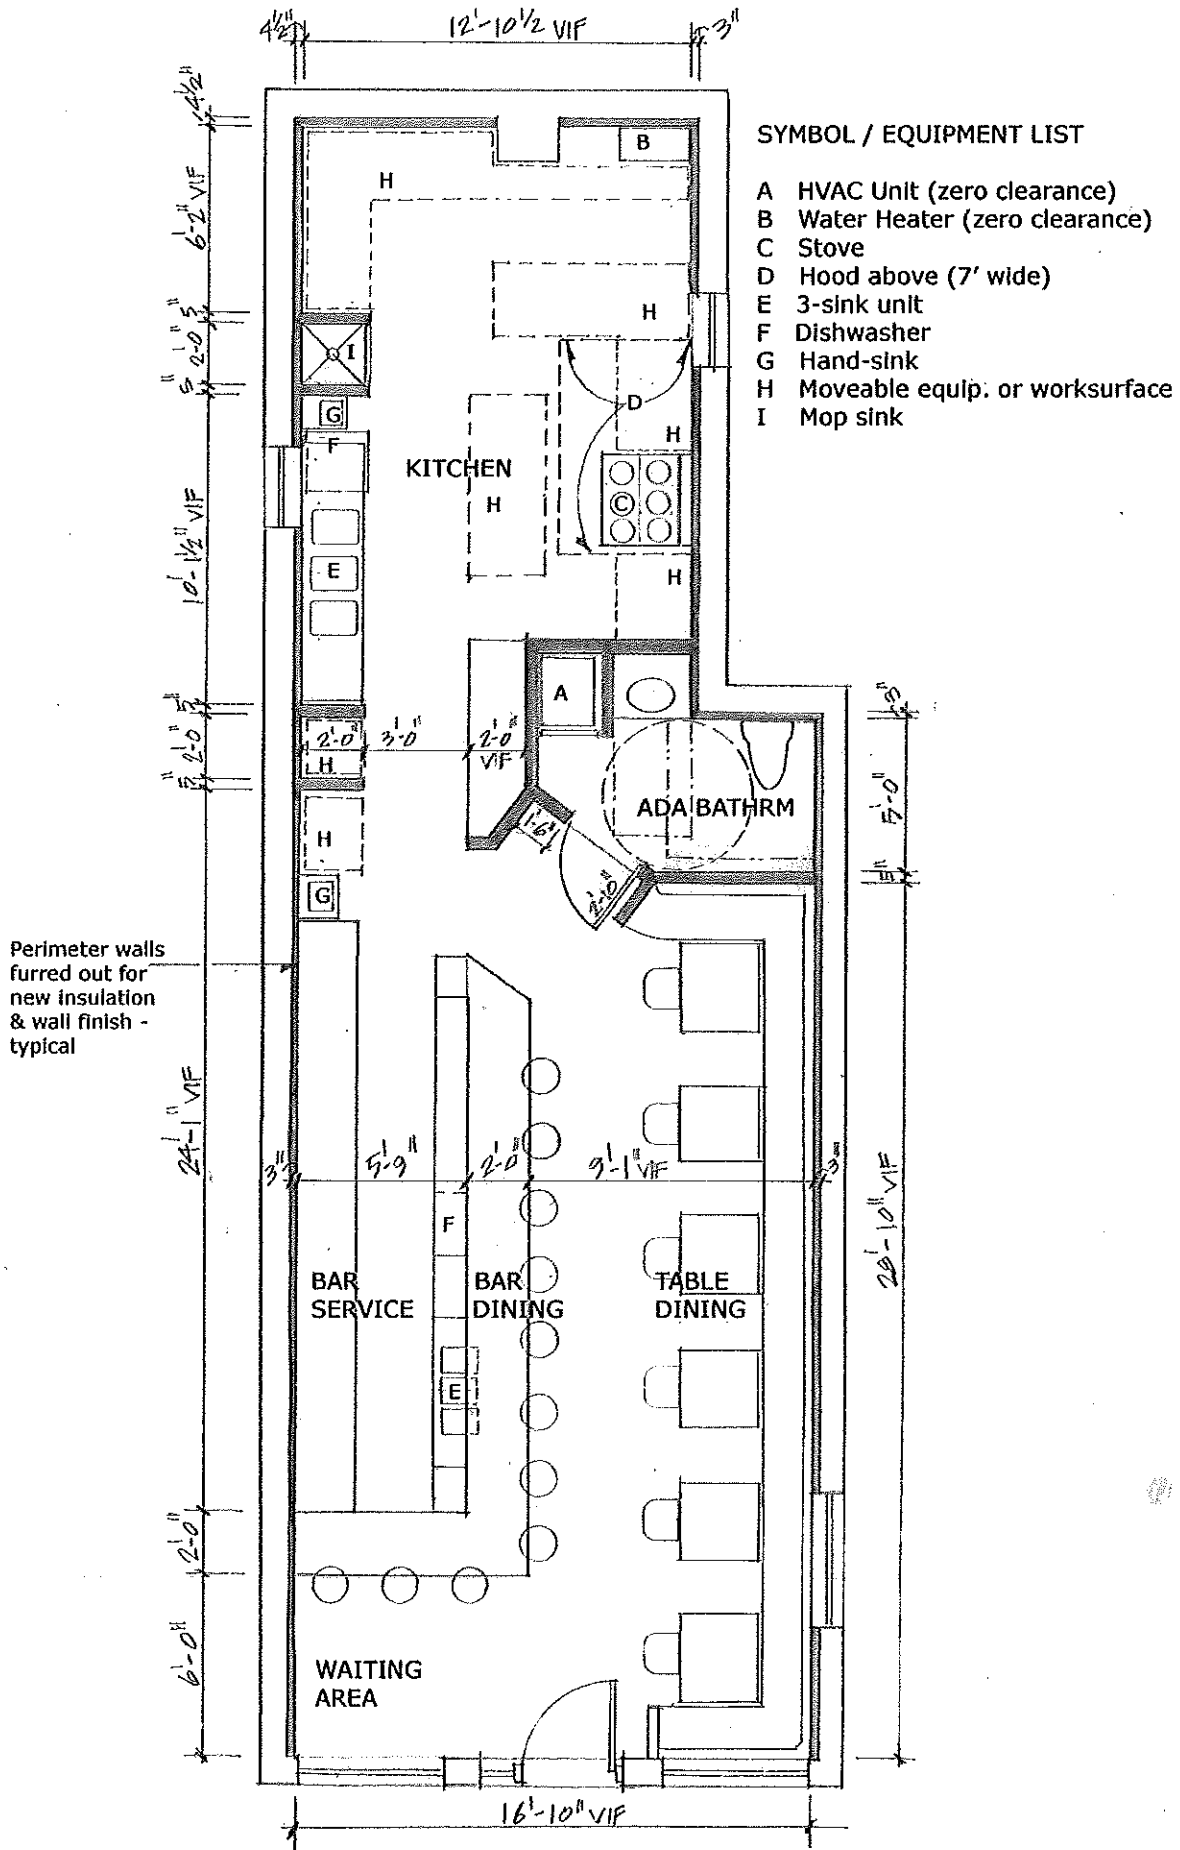 4½"
12'-10½ VIF
3"
SYMBOL / EQUIPMENT LIST
A HVAC Unit (zero clearance)
B Water Heater (zero clearance)
C Stove
D Hood above (7' wide)
E 3-sink unit
F Dishwasher
G Hand-sink
H Moveable equip. or worksurface
I Mop sink
4½"
6'-2" VIF
5"
2'-0"
5"
10'-1½" VIF
5"
2'-0"
5"
24'-1" VIF
2'-0"
6'-0"
B
H
H
I
G
F
D
H
KITCHEN
H
C
E
H
A
2'-0"
3'-0"
2'-0"
VIF
H
ADA BATHRM
1'-6"
2'-10"
H
G
3"
5'-0"
28'-10" VIF
Perimeter walls
furred out for
new insulation
& wall finish -
typical
3"
5'-9"
2'-0"
9'-1" VIF
3"
F
BAR
SERVICE
BAR
DINING
TABLE
DINING
E
WAITING
AREA
16'-10" VIF